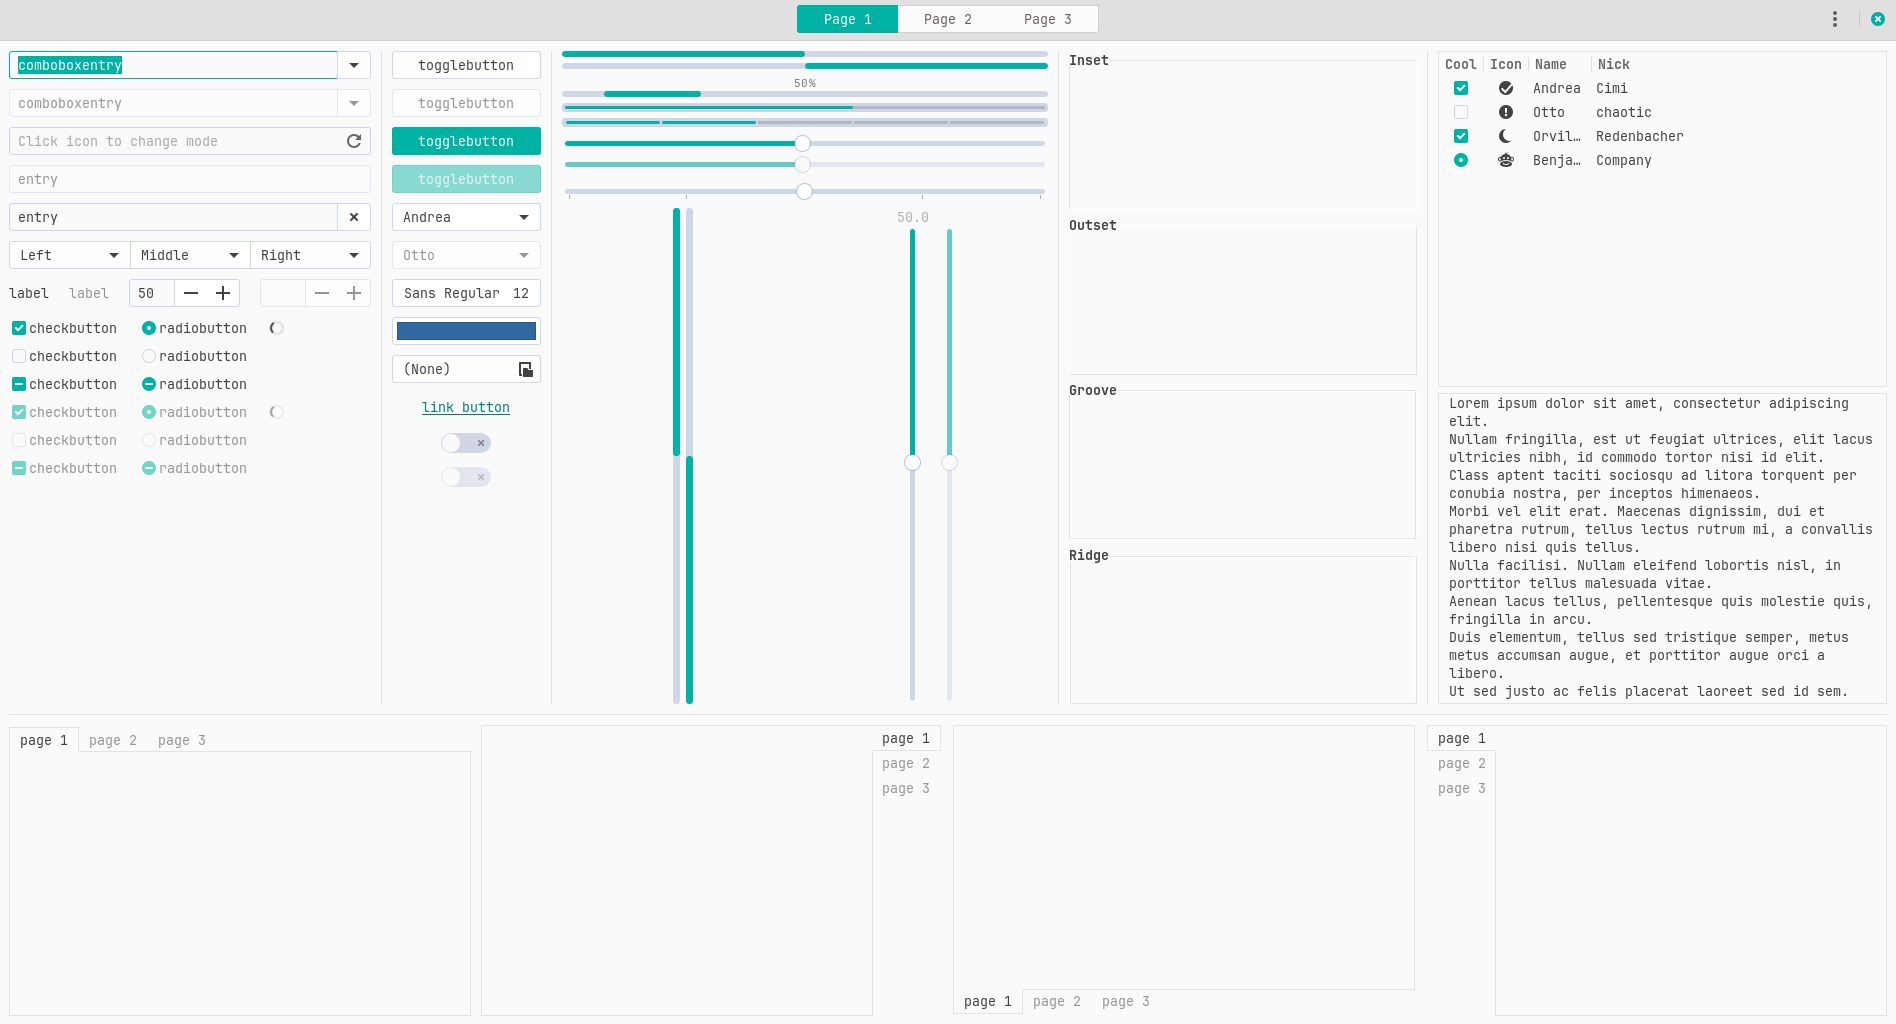 Page 1 Page 2 Page 3
comboboxentry
comboboxentry
Click icon to change mode
entry
entry
Left Middle Right
label label 50
checkbutton radiobutton
checkbutton radiobutton
checkbutton radiobutton
checkbutton radiobutton
checkbutton radiobutton
checkbutton radiobutton
togglebutton
togglebutton
togglebutton
togglebutton
Andrea
Otto
Sans Regular 12
(None)
link button
50%
50.0
Inset
Outset
Groove
Ridge
Cool Icon Name Nick
Andrea Cimi
Otto chaotic
Orvil… Redenbacher
Benja… Company
Lorem ipsum dolor sit amet, consectetur adipiscing
elit.
Nullam fringilla, est ut feugiat ultrices, elit lacus
ultricies nibh, id commodo tortor nisi id elit.
Class aptent taciti sociosqu ad litora torquent per
conubia nostra, per inceptos himenaeos.
Morbi vel elit erat. Maecenas dignissim, dui et
pharetra rutrum, tellus lectus rutrum mi, a convallis
libero nisi quis tellus.
Nulla facilisi. Nullam eleifend lobortis nisl, in
porttitor tellus malesuada vitae.
Aenean lacus tellus, pellentesque quis molestie quis,
fringilla in arcu.
Duis elementum, tellus sed tristique semper, metus
metus accumsan augue, et porttitor augue orci a
libero.
Ut sed justo ac felis placerat laoreet sed id sem.
page 1 page 2 page 3
page 1
page 2
page 3
page 1 page 2 page 3
page 1
page 2
page 3